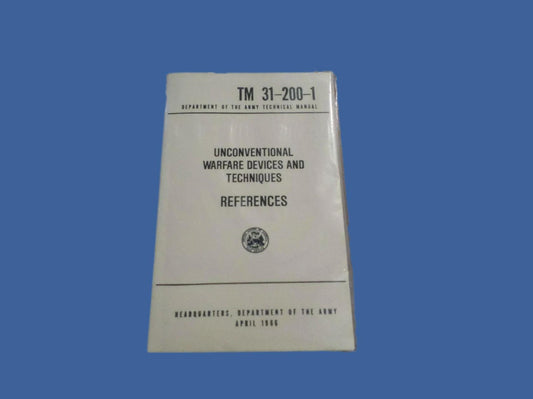 TM 31-200-1
DEPARTMENT OF THE ARMY TECHNICAL MANUAL
UNCONVENTIONAL
WARFARE DEVICES AND
TECHNIQUES
REFERENCES
HEADQUARTERS, DEPARTMENT OF THE ARMY
APRIL 1966